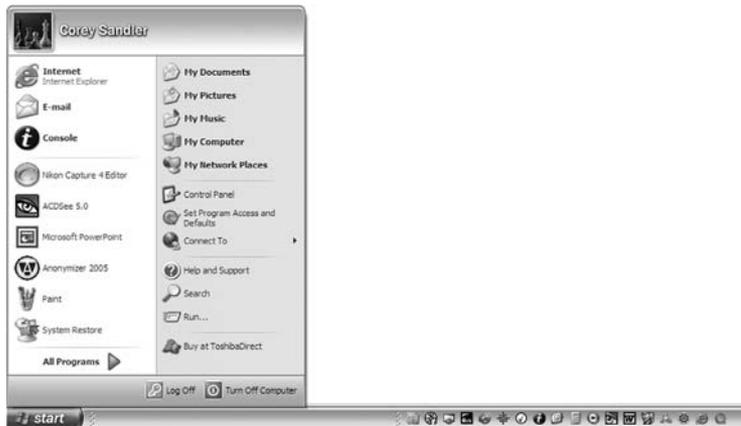 Corey Sandler
Internet
Internet Explorer
E-mail
Console
Nikon Capture 4 Editor
ACDSee 5.0
Microsoft PowerPoint
Anonymizer 2005
Paint
System Restore
All Programs
My Documents
My Pictures
My Music
My Computer
My Network Places
Control Panel
Set Program Access and
Defaults
Connect To
Help and Support
Search
Run...
Buy at ToshibaDirect
Log Off
Turn Off Computer
start